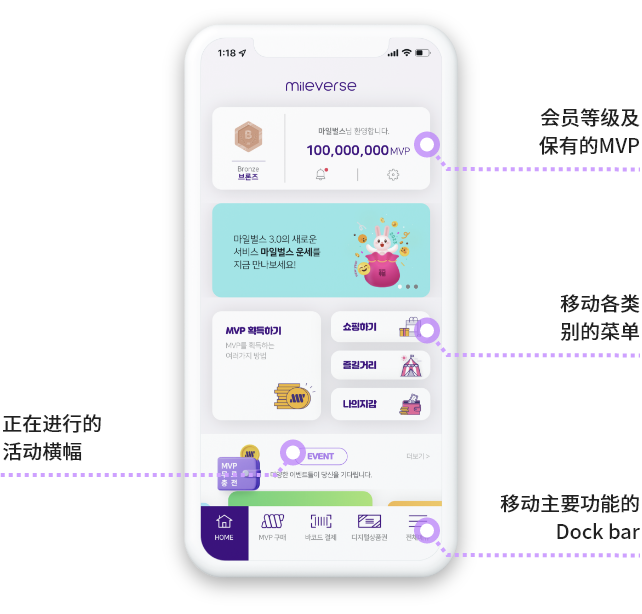 1:18
mileverse
마일벌스님 환영합니다.
100,000,000 MVP
Bronze
브론즈
会员等级及
保有的MVP
마일벌스 3.0의 새로운
서비스 마일벌스 운세를
지금 만나보세요!
福
MVP 획득하기
MVP를 획득하는
여러가지 방법
쇼핑하기
즐길거리
나의지갑
移动各类
别的菜单
正在进行的
活动横幅
MVP
무료
충전
EVENT
더보기 >
다양한 이벤트들이 당신을 기다립니다.
HOME
MVP 구매
바코드 결제
디지털상품권
移动主要功能的
Dock bar